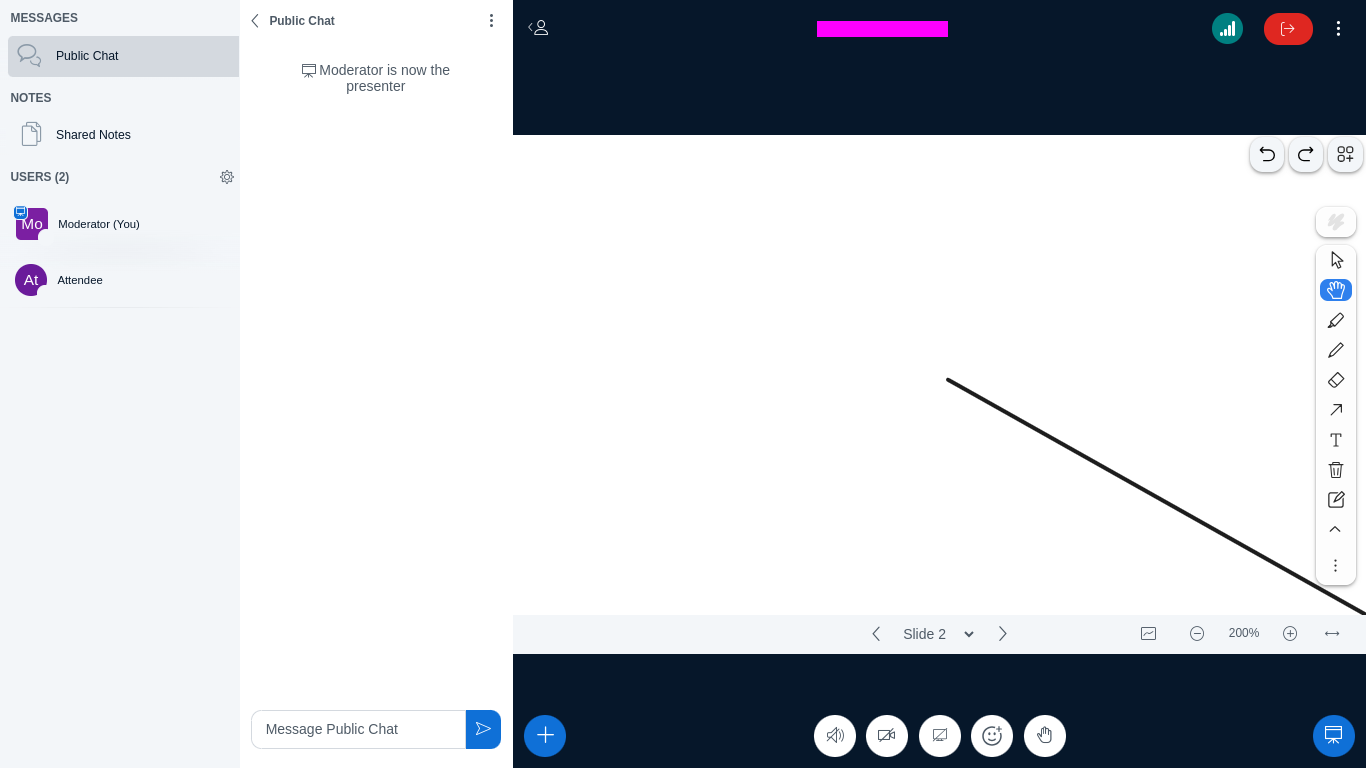 MESSAGES
Public Chat
NOTES
Shared Notes
USERS (2)
Mo
Moderator (You)
At
Attendee
Public Chat
Moderator is now the
presenter
Message Public Chat
Slide 2
200%